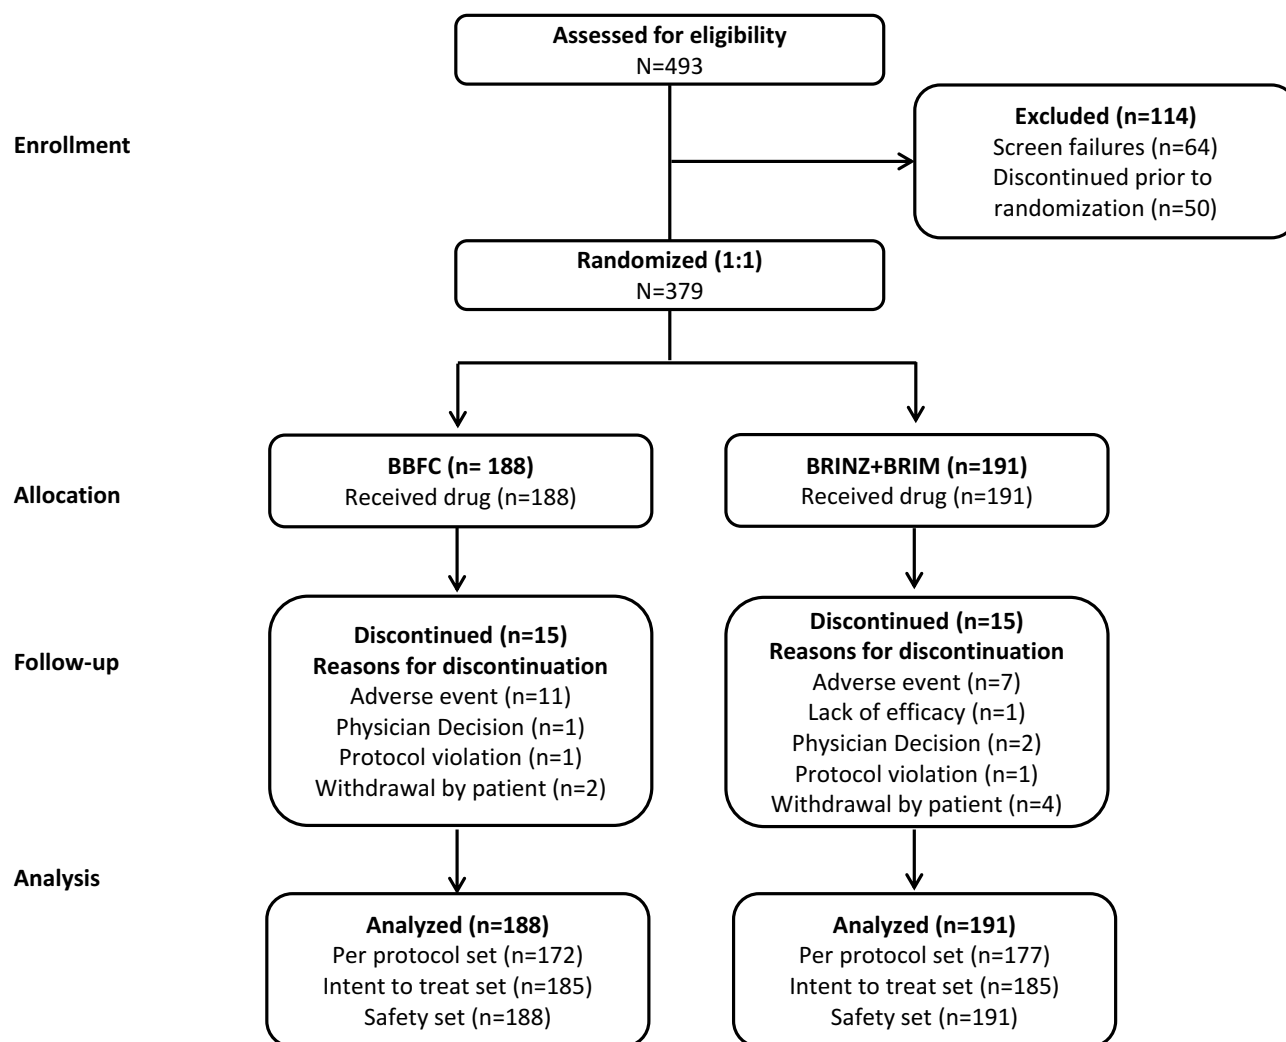 Assessed for eligibility
N=493
Enrollment
Excluded (n=114)
Screen failures (n=64)
Discontinued prior to
randomization (n=50)
Randomized (1:1)
N=379
Allocation
BBFC (n= 188)
Received drug (n=188)
BRINZ+BRIM (n=191)
Received drug (n=191)
Follow-up
Discontinued (n=15)
Reasons for discontinuation
Adverse event (n=11)
Physician Decision (n=1)
Protocol violation (n=1)
Withdrawal by patient (n=2)
Discontinued (n=15)
Reasons for discontinuation
Adverse event (n=7)
Lack of efficacy (n=1)
Physician Decision (n=2)
Protocol violation (n=1)
Withdrawal by patient (n=4)
Analysis
Analyzed (n=188)
Per protocol set (n=172)
Intent to treat set (n=185)
Safety set (n=188)
Analyzed (n=191)
Per protocol set (n=177)
Intent to treat set (n=185)
Safety set (n=191)